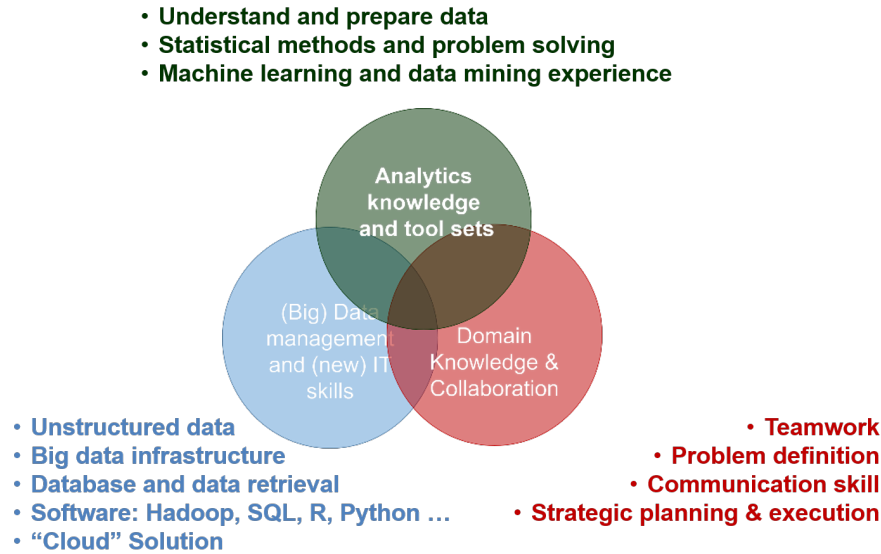 • Understand and prepare data
• Statistical methods and problem solving
• Machine learning and data mining experience
Analytics
knowledge
and tool sets
(Big) Data
management
and (new) IT
skills
Domain
Knowledge &
Collaboration
• Unstructured data
• Big data infrastructure
• Database and data retrieval
• Software: Hadoop, SQL, R, Python …
• “Cloud” Solution
• Teamwork
• Problem definition
• Communication skill
• Strategic planning & execution